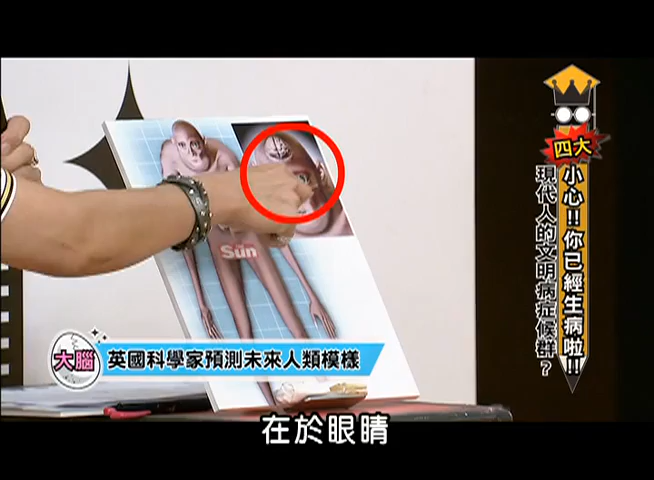 四大
小心!!你已經生病啦!!
現代人的文明病症候群?
The Sun
大腦
英國科學家預測未來人類模樣
在於眼睛